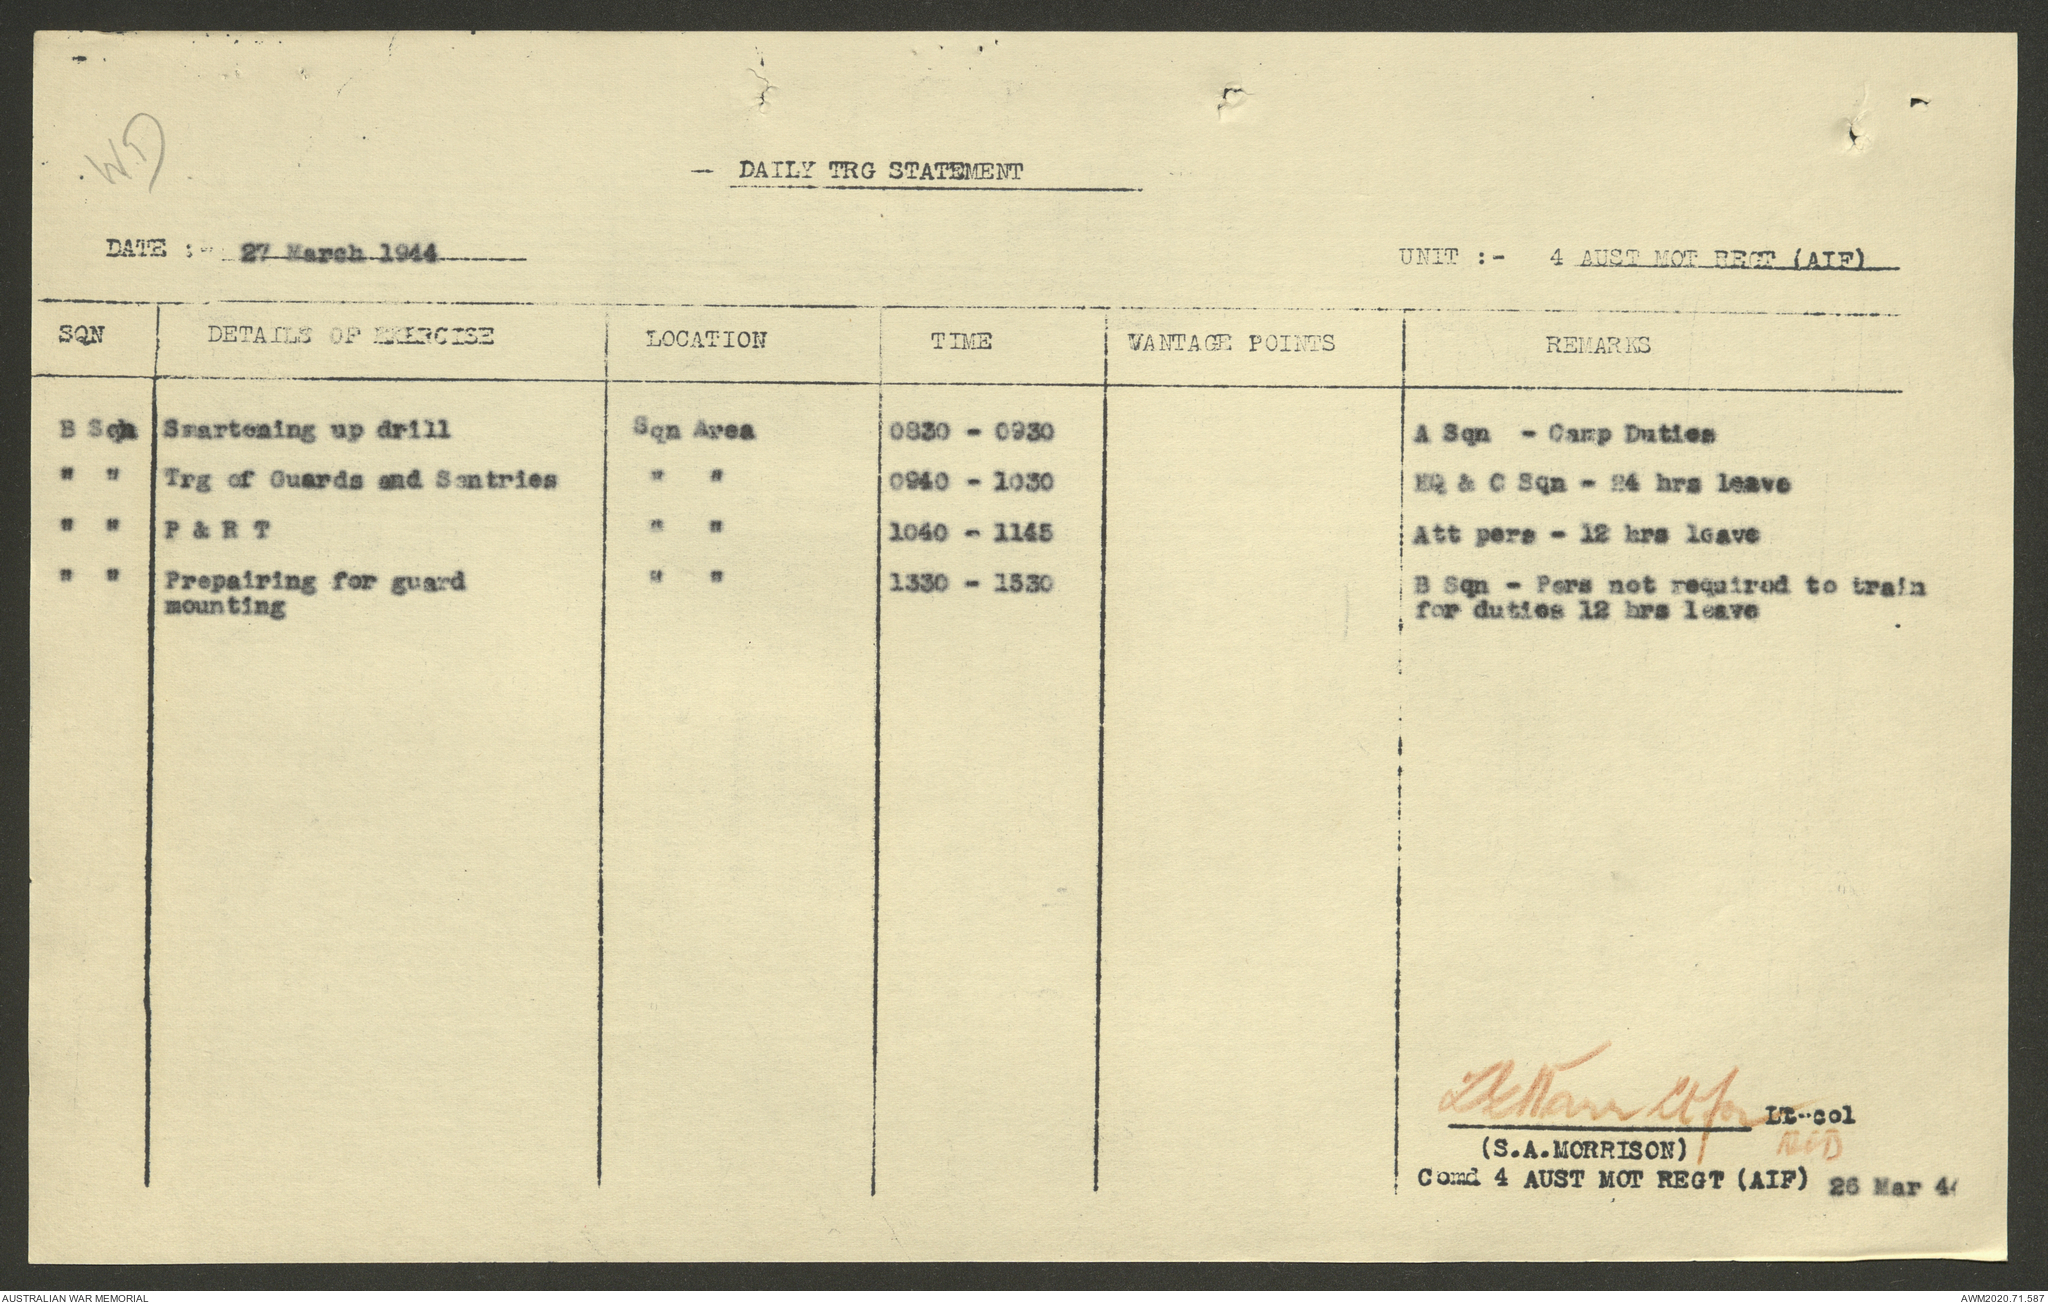 WD
- DAILY TRG STATEMENT
DATE :- 27 March 1944
UNIT :- 4 AUST MOT REGT (AIF)
SQN DETAILS OF EXERCISE LOCATION TIME VANTAGE POINTS REMARKS
B Sqn Smartening up drill Sqn Area 0830 - 0930 A Sqn - Camp Duties
" " Trg of Guards and Sentries " " 0940 - 1030 HQ & C Sqn - 24 hrs leave
" " P & R T " " 1040 - 1145 Att pers - 12 hrs leave
" " Prepairing for guard " " 1330 - 1530 B Sqn - Pers not required to train
mounting for duties 12 hrs leave
Lt-col
(S.A.MORRISON)
Comd 4 AUST MOT REGT (AIF) 26 Mar 44
AUSTRALIAN WAR MEMORIAL
AWM2020.71.587